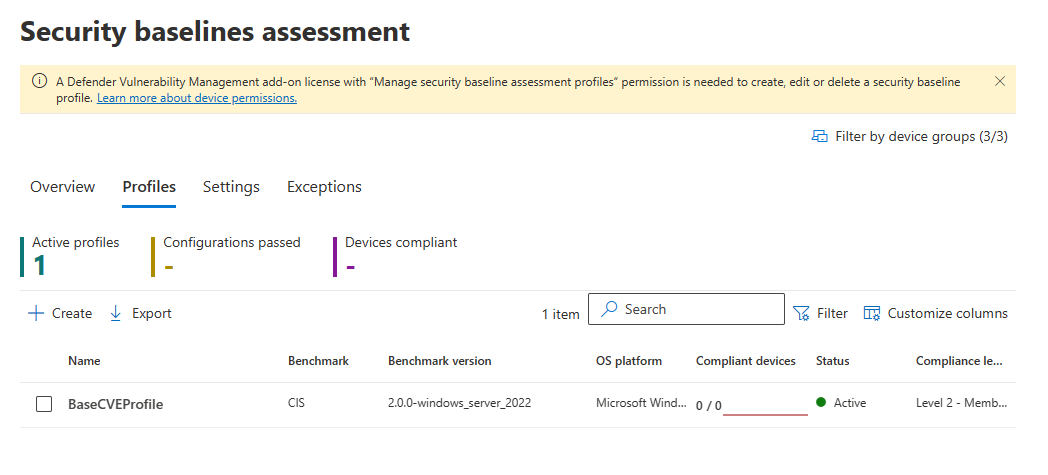 Security baselines assessment
A Defender Vulnerability Management add-on license with “Manage security baseline assessment profiles” permission is needed to create, edit or delete a security baseline
profile. Learn more about device permissions.
Filter by device groups (3/3)
Overview Profiles Settings Exceptions
Active profiles Configurations passed Devices compliant
1 - -
Create Export 1 item Search Filter Customize columns
Name Benchmark Benchmark version OS platform Compliant devices Status Compliance le...
BaseCVEProfile CIS 2.0.0-windows_server_2022 Microsoft Wind... 0 / 0 Active Level 2 - Memb...